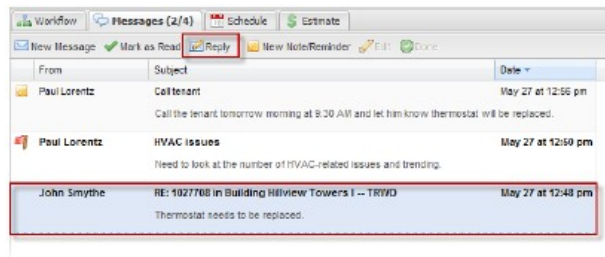 Workflow Messages (2/4) Schedule Estimate
New Message Mark as Read Reply New Note/Reminder Edit Done
From Subject Date
Paul Lorentz Call tenant May 27 at 12:56 pm
Call the tenant tomorrow morning at 9:30 AM and let him know thermostat will be replaced.
Paul Lorentz HVAC issues May 27 at 12:50 pm
Need to look at the number of HVAC-related issues and trending.
John Smythe RE: 1027708 in Building Hillview Towers I -- TRWO May 27 at 12:48 pm
Thermostat needs to be replaced.